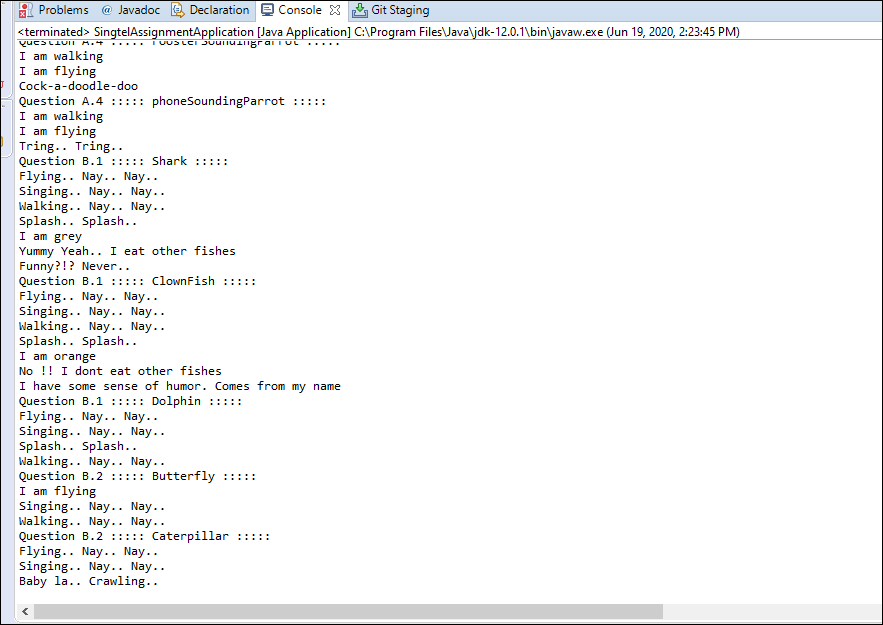 Problems @ Javadoc Declaration Console Git Staging
<terminated> SingtelAssignmentApplication [Java Application] C:\Program Files\Java\jdk-12.0.1\bin\javaw.exe (Jun 19, 2020, 2:23:45 PM)
Question A.4 ::::: roosterSoundingParrot :::::
I am walking
I am flying
Cock-a-doodle-doo
Question A.4 ::::: phoneSoundingParrot :::::
I am walking
I am flying
Tring.. Tring..
Question B.1 ::::: Shark :::::
Flying.. Nay.. Nay..
Singing.. Nay.. Nay..
Walking.. Nay.. Nay..
Splash.. Splash..
I am grey
Yummy Yeah.. I eat other fishes
Funny?!? Never..
Question B.1 ::::: ClownFish :::::
Flying.. Nay.. Nay..
Singing.. Nay.. Nay..
Walking.. Nay.. Nay..
Splash.. Splash..
I am orange
No !! I dont eat other fishes
I have some sense of humor. Comes from my name
Question B.1 ::::: Dolphin :::::
Flying.. Nay.. Nay..
Singing.. Nay.. Nay..
Splash.. Splash..
Walking.. Nay.. Nay..
Question B.2 ::::: Butterfly :::::
I am flying
Singing.. Nay.. Nay..
Walking.. Nay.. Nay..
Question B.2 ::::: Caterpillar :::::
Flying.. Nay.. Nay..
Singing.. Nay.. Nay..
Baby la.. Crawling..